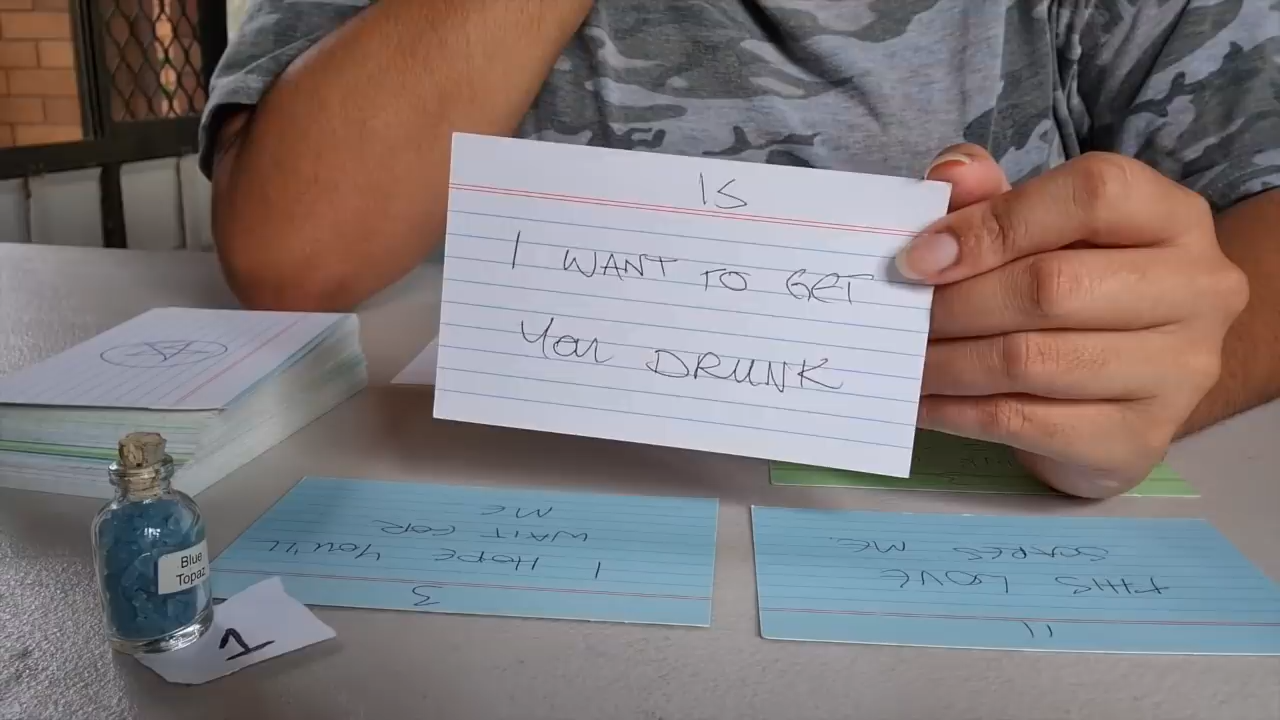 IS
I WANT TO GET
YOU DRUNK
3
I HOPE YOU'LL
WAIT FOR
ME
11
THIS LOVE
SCARES ME.
Blue
Topaz
1